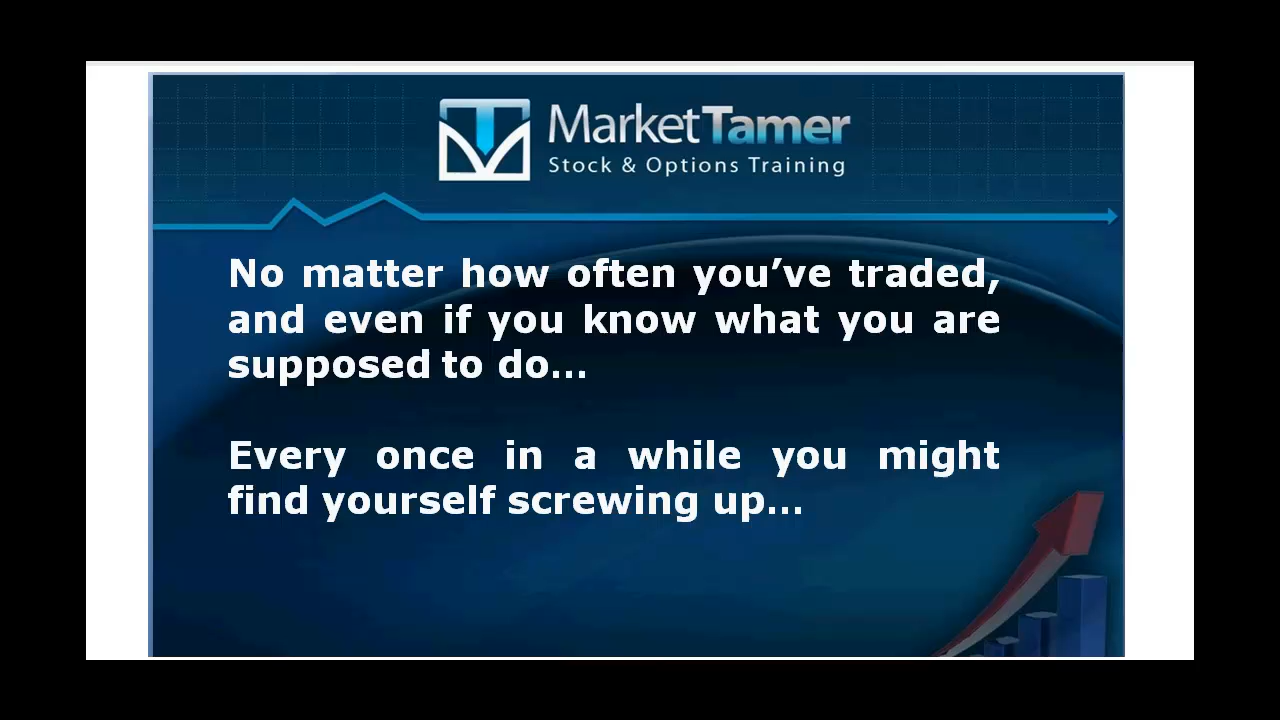 MarketTamer
Stock & Options Training
No matter how often you’ve traded,
and even if you know what you are
supposed to do...
Every once in a while you might
find yourself screwing up...